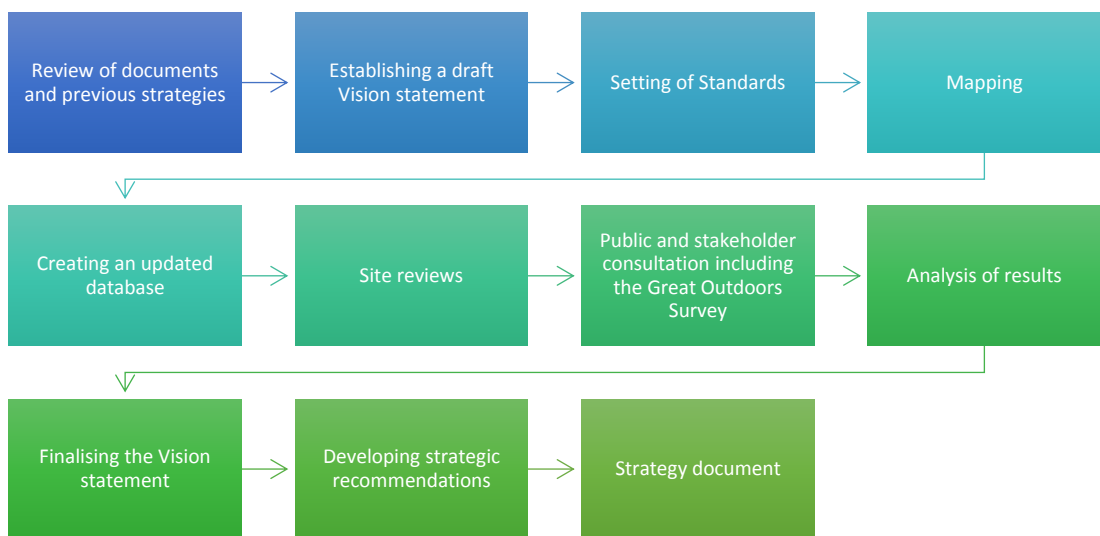 Review of documents
and previous strategies
Establishing a draft
Vision statement
Setting of Standards
Mapping
Creating an updated
database
Site reviews
Public and stakeholder
consultation including
the Great Outdoors
Survey
Analysis of results
Finalising the Vision
statement
Developing strategic
recommendations
Strategy document